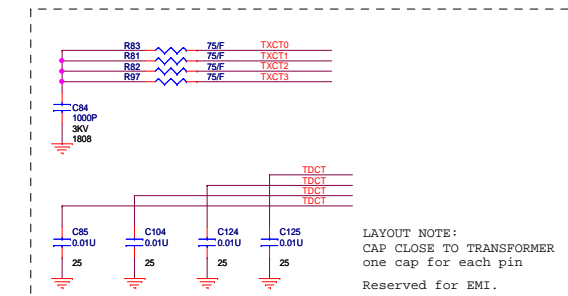 R83 75/F TXCT0
R81 75/F TXCT1
R82 75/F TXCT2
R97 75/F TXCT3
C84
1000P
3KV
1808
TDCT
TDCT
TDCT
TDCT
C85 C104 C124 C125
0.01U 0.01U 0.01U 0.01U
25 25 25 25
LAYOUT NOTE:
CAP CLOSE TO TRANSFORMER
one cap for each pin
Reserved for EMI.